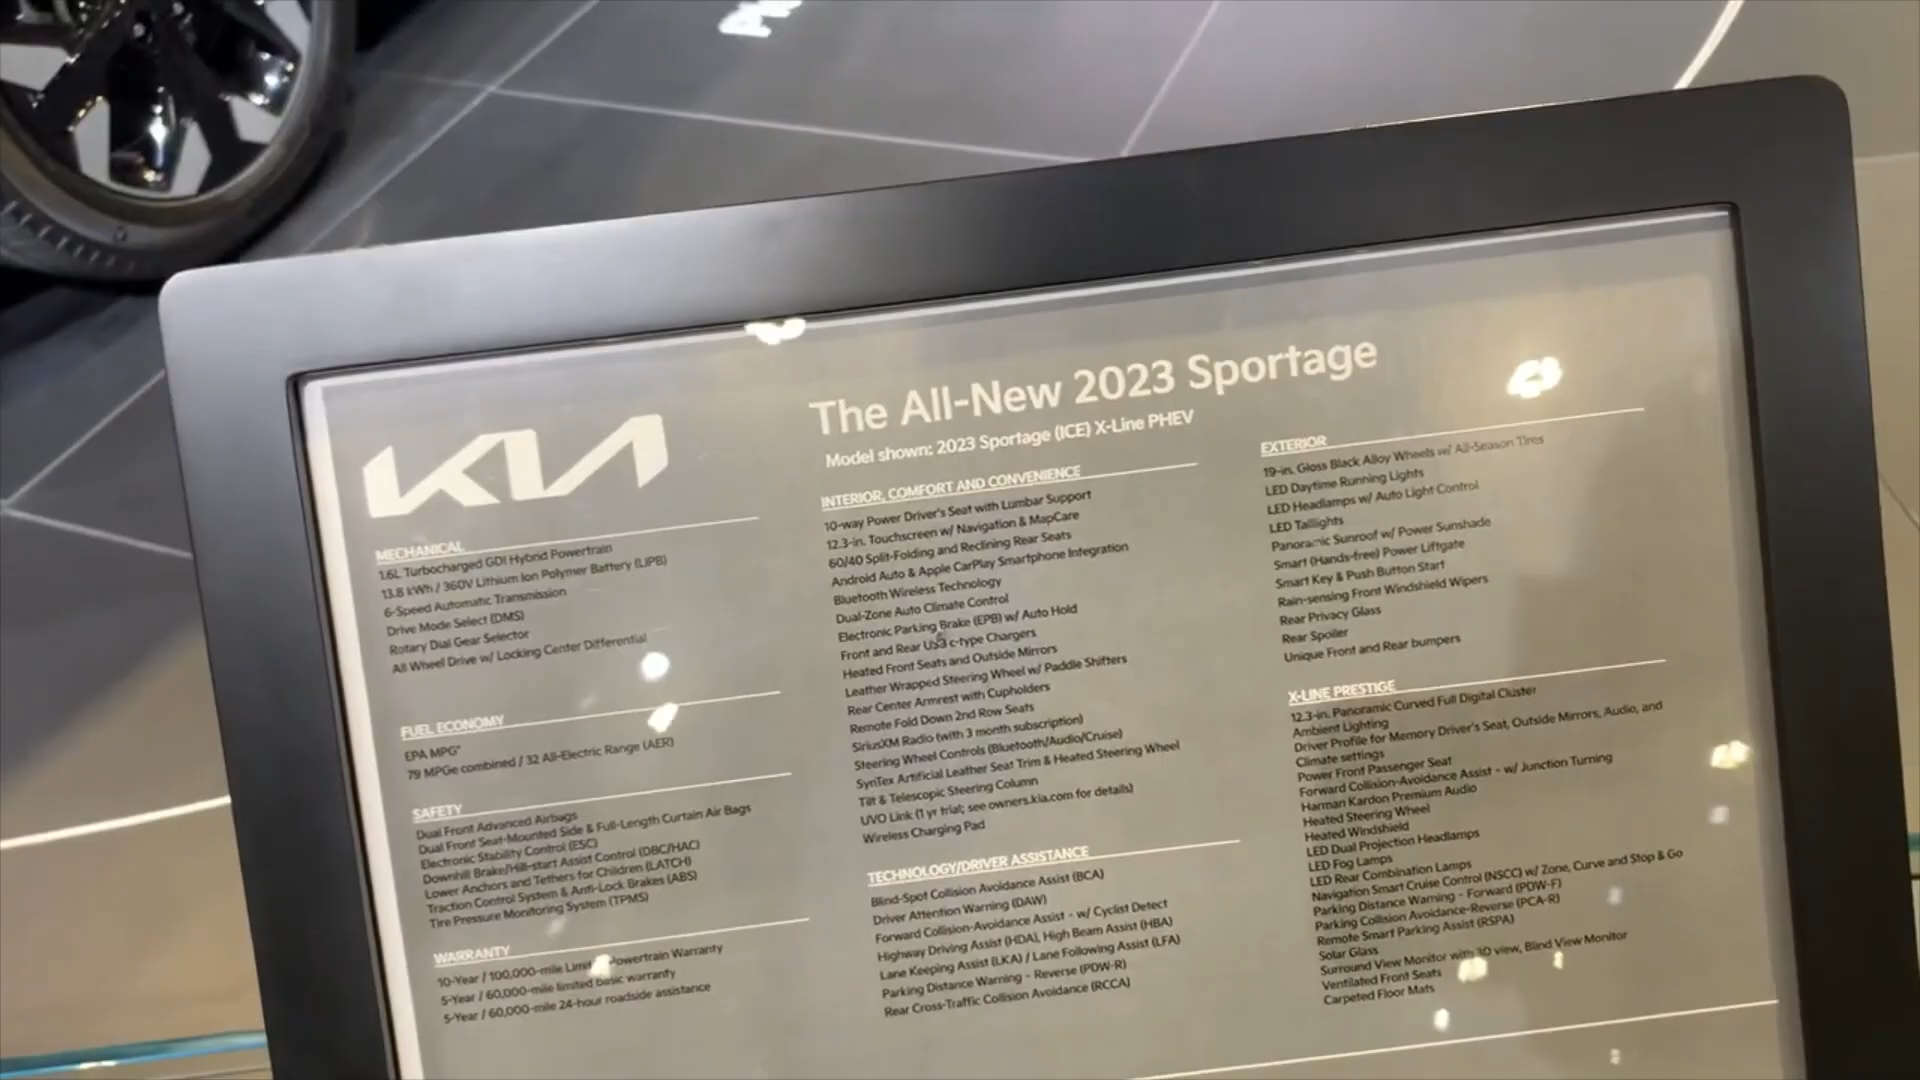 KIA
The All-New 2023 Sportage
Model shown: 2023 Sportage (ICE) X-Line PHEV
MECHANICAL
1.6L Turbocharged GDI Hybrid Powertrain
13.8 kWh / 360V Lithium Ion Polymer Battery (LIPB)
6-Speed Automatic Transmission
Drive Mode Select (DMS)
Rotary Dial Gear Selector
All Wheel Drive w/ Locking Center Differential
FUEL ECONOMY
EPA MPG*
79 MPGe combined / 32 All-Electric Range (AER)
SAFETY
Dual Front Advanced Airbags
Dual Front Seat-Mounted Side & Full-Length Curtain Air Bags
Electronic Stability Control (ESC)
Downhill Brake/Hill-start Assist Control (DBC/HAC)
Lower Anchors and Tethers for Children (LATCH)
Traction Control System & Anti-Lock Brakes (ABS)
Tire Pressure Monitoring System (TPMS)
WARRANTY
10-Year / 100,000-mile Limited Powertrain Warranty
5-Year / 60,000-mile limited basic warranty
5-Year / 60,000-mile 24-hour roadside assistance
INTERIOR, COMFORT AND CONVENIENCE
10-way Power Driver's Seat with Lumbar Support
12.3-in. Touchscreen w/ Navigation & MapCare
60/40 Split-Folding and Reclining Rear Seats
Android Auto & Apple CarPlay Smartphone Integration
Bluetooth Wireless Technology
Dual-Zone Auto Climate Control
Electronic Parking Brake (EPB) w/ Auto Hold
Front and Rear USB c-type Chargers
Heated Front Seats and Outside Mirrors
Leather Wrapped Steering Wheel w/ Paddle Shifters
Rear Center Armrest with Cupholders
Remote Fold Down 2nd Row Seats
SiriusXM Radio (with 3 month subscription)
Steering Wheel Controls (Bluetooth/Audio/Cruise)
SynTex Artificial Leather Seat Trim & Heated Steering Wheel
Tilt & Telescopic Steering Column
UVO Link (1 yr trial; see owners.kia.com for details)
Wireless Charging Pad
TECHNOLOGY/DRIVER ASSISTANCE
Blind-Spot Collision Avoidance Assist (BCA)
Driver Attention Warning (DAW)
Forward Collision-Avoidance Assist - w/ Cyclist Detect
Highway Driving Assist (HDA), High Beam Assist (HBA)
Lane Keeping Assist (LKA) / Lane Following Assist (LFA)
Parking Distance Warning - Reverse (PDW-R)
Rear Cross-Traffic Collision Avoidance (RCCA)
EXTERIOR
19-in. Gloss Black Alloy Wheels w/ All-Season Tires
LED Daytime Running Lights
LED Headlamps w/ Auto Light Control
LED Taillights
Panoramic Sunroof w/ Power Sunshade
Smart (Hands-free) Power Liftgate
Smart Key & Push Button Start
Rain-sensing Front Windshield Wipers
Rear Privacy Glass
Rear Spoiler
Unique Front and Rear bumpers
X-LINE PRESTIGE
12.3-in. Panoramic Curved Full Digital Cluster
Ambient Lighting
Driver Profile for Memory Driver's Seat, Outside Mirrors, Audio, and
Climate settings
Power Front Passenger Seat
Forward Collision-Avoidance Assist - w/ Junction Turning
Harman Kardon Premium Audio
Heated Steering Wheel
Heated Windshield
LED Dual Projection Headlamps
LED Fog Lamps
LED Rear Combination Lamps
Navigation Smart Cruise Control (NSCC) w/ Zone, Curve and Stop & Go
Parking Distance Warning - Forward (PDW-F)
Parking Collision Avoidance-Reverse (PCA-R)
Remote Smart Parking Assist (RSPA)
Solar Glass
Surround View Monitor with 3D view, Blind View Monitor
Ventilated Front Seats
Carpeted Floor Mats